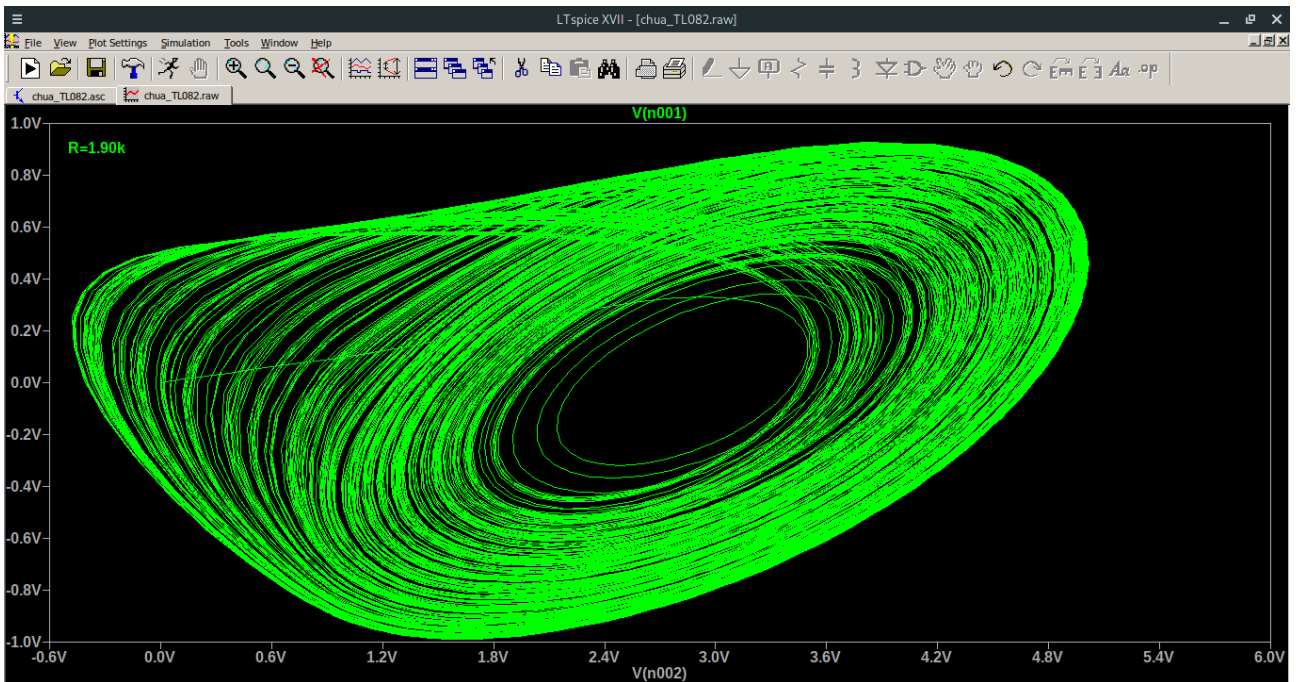 LTspice XVII - [chua_TL082.raw]
File View Plot Settings Simulation Tools Window Help
chua_TL082.asc chua_TL082.raw
V(n001)
R=1.90k
1.0V
0.8V
0.6V
0.4V
0.2V
0.0V
-0.2V
-0.4V
-0.6V
-0.8V
-1.0V
-0.6V 0.0V 0.6V 1.2V 1.8V 2.4V 3.0V 3.6V 4.2V 4.8V 5.4V 6.0V
V(n002)